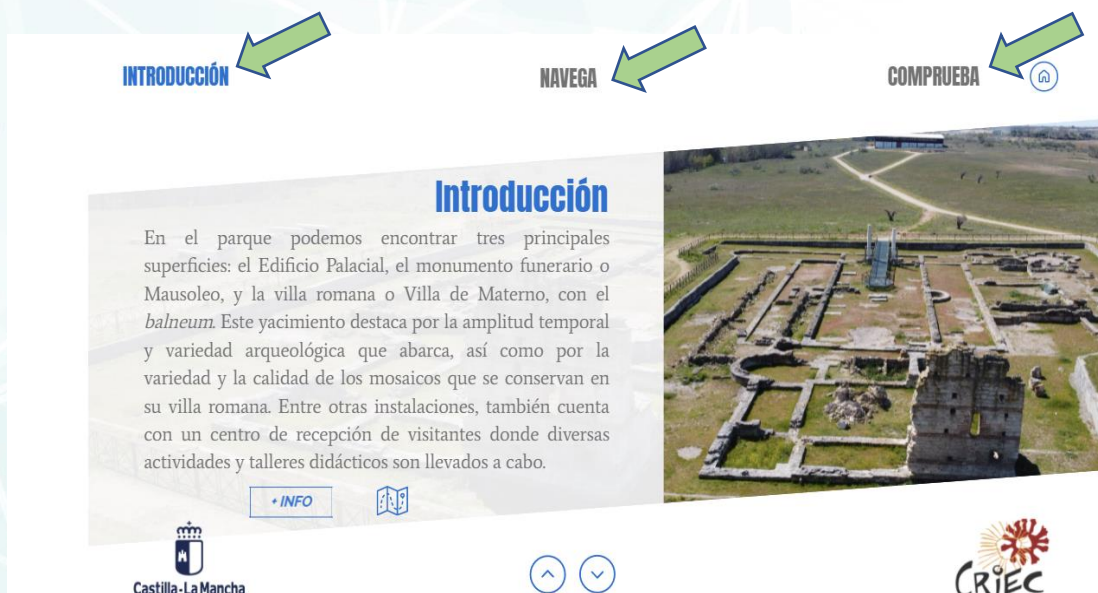 INTRODUCCIÓN
NAVEGA
COMPRUEBA
Introducción
En el parque podemos encontrar tres principales
superficies: el Edificio Palacial, el monumento funerario o
Mausoleo, y la villa romana o Villa de Materno, con el
balneum. Este yacimiento destaca por la amplitud temporal
y variedad arqueológica que abarca, así como por la
variedad y la calidad de los mosaicos que se conservan en
su villa romana. Entre otras instalaciones, también cuenta
con un centro de recepción de visitantes donde diversas
actividades y talleres didácticos son llevados a cabo.
+ INFO
Castilla-La Mancha
CRIEC